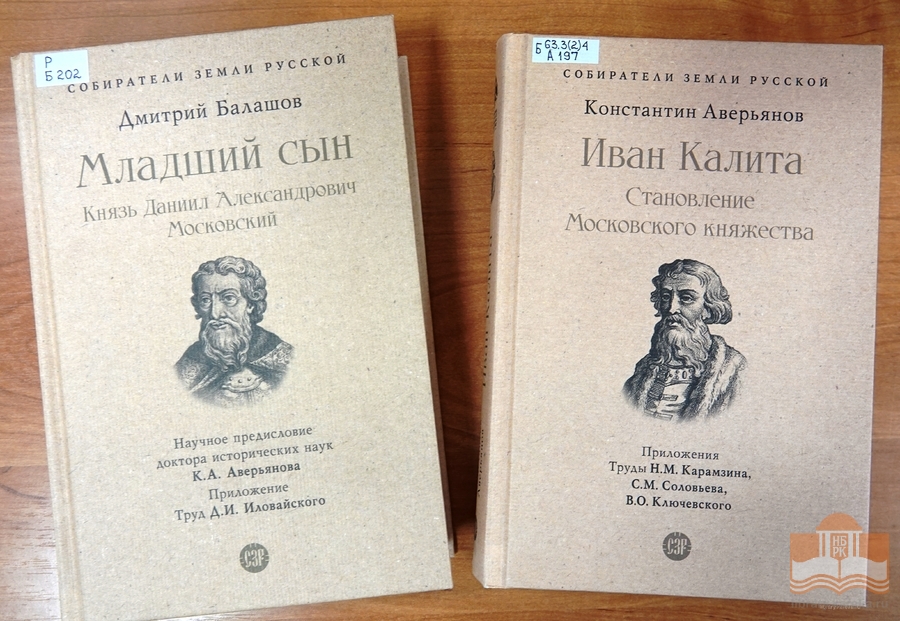 Р
Б 202
СОБИРАТЕЛИ ЗЕМЛИ РУССКОЙ
Дмитрий Балашов
Младший сын
Князь Даниил Александрович
Московский
Научное предисловие
доктора исторических наук
К.А. Аверьянова
Приложение
Труд Д.И. Иловайского
СЗР
Б 63.3(2)4
А 197
СОБИРАТЕЛИ ЗЕМЛИ РУССКОЙ
Константин Аверьянов
Иван Калита
Становление
Московского княжества
Приложения
Труды Н.М. Карамзина,
С.М. Соловьева,
В.О. Ключевского
СЗР
НБ
РК